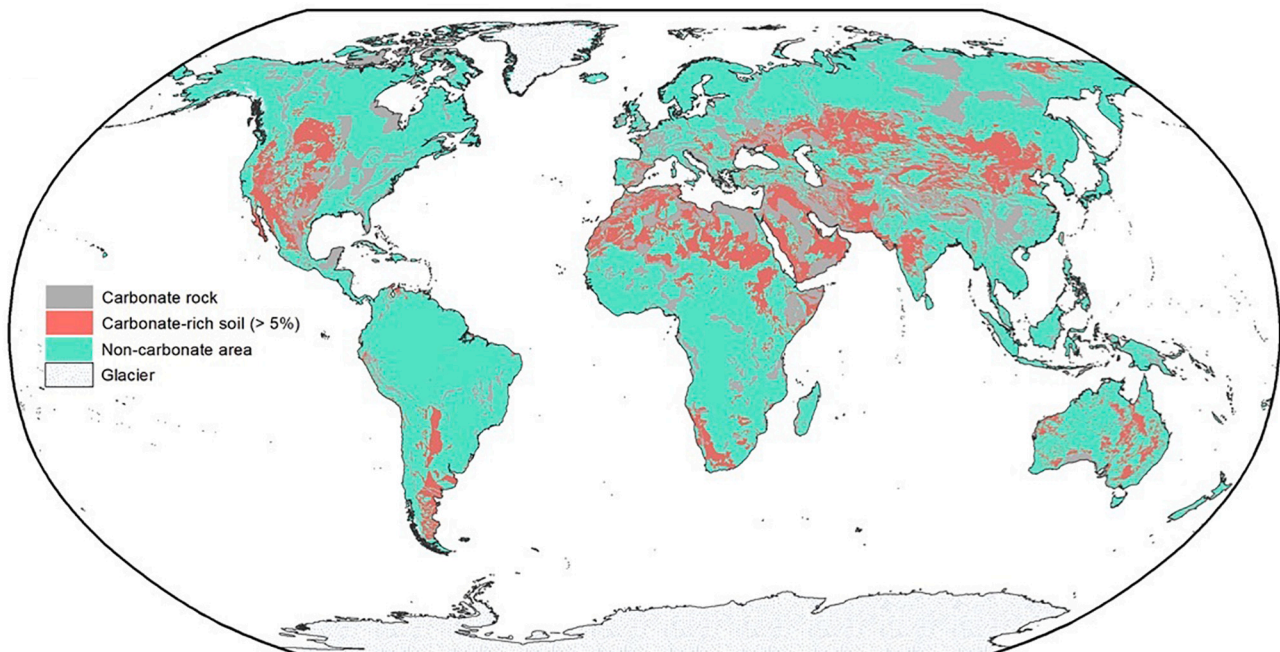 Carbonate rock
Carbonate-rich soil (> 5%)
Non-carbonate area
Glacier